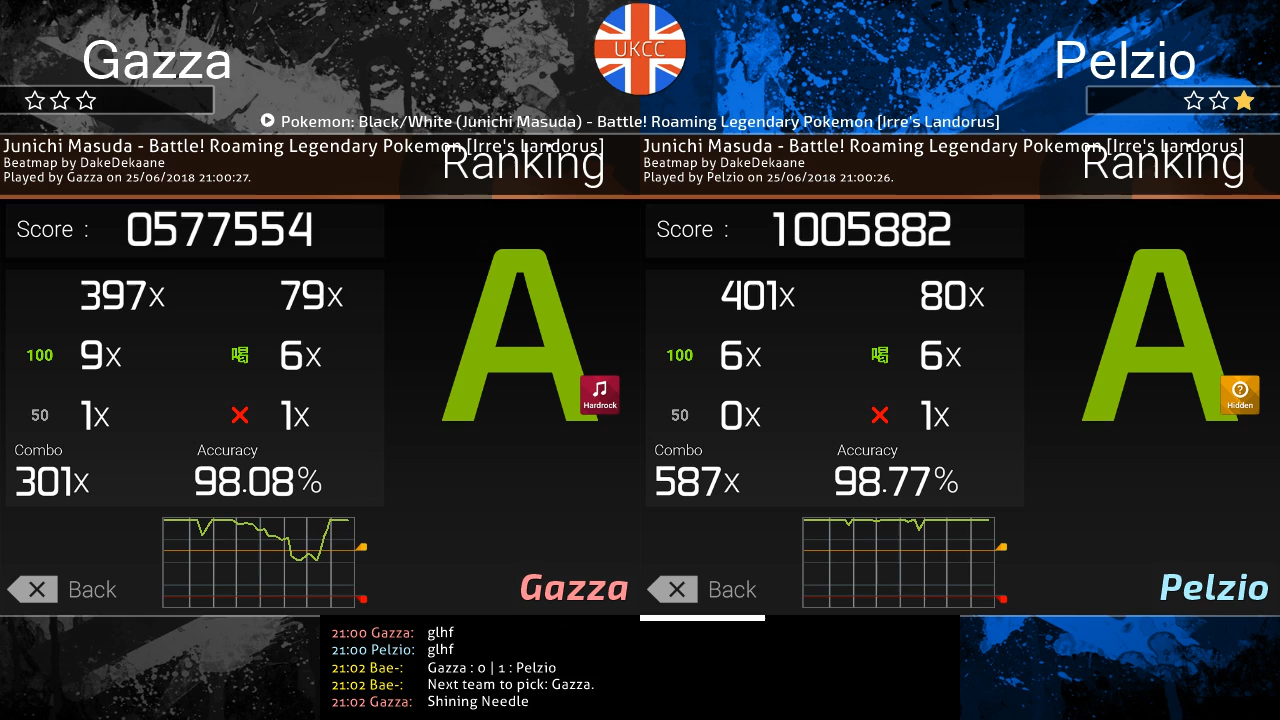 Gazza
UKCC
Pelzio
Pokemon: Black/White (Junichi Masuda) - Battle! Roaming Legendary Pokemon [Irre's Landorus]
Junichi Masuda - Battle! Roaming Legendary Pokemon [Irre's Landorus]
Beatmap by DakeDekaane
Played by Gazza on 25/06/2018 21:00:27.
Ranking
Score : 0577554
397x 79x
100 9x 喝 6x
50 1x 1x
Combo Accuracy
301x 98.08%
Hardrock
Back
Gazza
Junichi Masuda - Battle! Roaming Legendary Pokemon [Irre's Landorus]
Beatmap by DakeDekaane
Played by Pelzio on 25/06/2018 21:00:26.
Ranking
Score : 1005882
401x 80x
100 6x 喝 6x
50 0x 1x
Combo Accuracy
587x 98.77%
A
A
Hidden
Back
Pelzio
21:00 Gazza: glhf
21:00 Pelzio: glhf
21:02 Bae-: Gazza : 0 | 1 : Pelzio
21:02 Bae-: Next team to pick: Gazza.
21:02 Gazza: Shining Needle